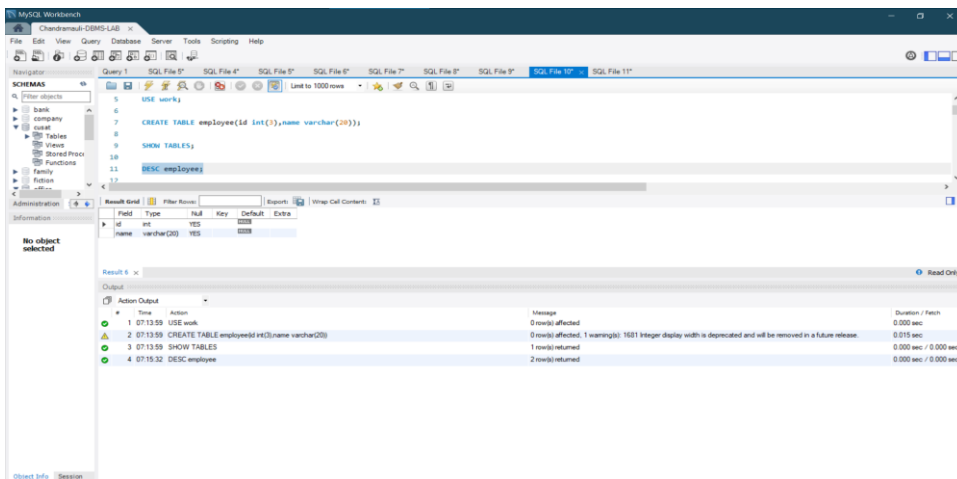 MySQL Workbench
Chandramauli-DBMS-LAB ×
File Edit View Query Database Server Tools Scripting Help
Navigator
Query 1 SQL File 5* SQL File 4* SQL File 5* SQL File 6* SQL File 7* SQL File 8* SQL File 9* SQL File 10* × SQL File 11*
SCHEMAS
Limit to 1000 rows
Filter objects
bank
company
cusat
Tables
Views
Stored Proce
Functions
family
fiction
5 USE work;
6
7 CREATE TABLE employee(id int(3),name varchar(20));
8
9 SHOW TABLES;
10
11 DESC employee;
12
Administration
Result Grid Filter Rows: Export: Wrap Cell Content:
Information
Field Type Null Key Default Extra
id int YES NULL
name varchar(20) YES NULL
No object
selected
Result 6 × Read Only
Output
Action Output
# Time Action Message Duration / Fetch
1 07:13:59 USE work 0 row(s) affected 0.000 sec
2 07:13:59 CREATE TABLE employee(id int(3),name varchar(20)) 0 row(s) affected, 1 warning(s): 1681 Integer display width is deprecated and will be removed in a future release. 0.015 sec
3 07:13:59 SHOW TABLES 1 row(s) returned 0.000 sec / 0.000 sec
4 07:15:32 DESC employee 2 row(s) returned 0.000 sec / 0.000 sec
Object Info Session